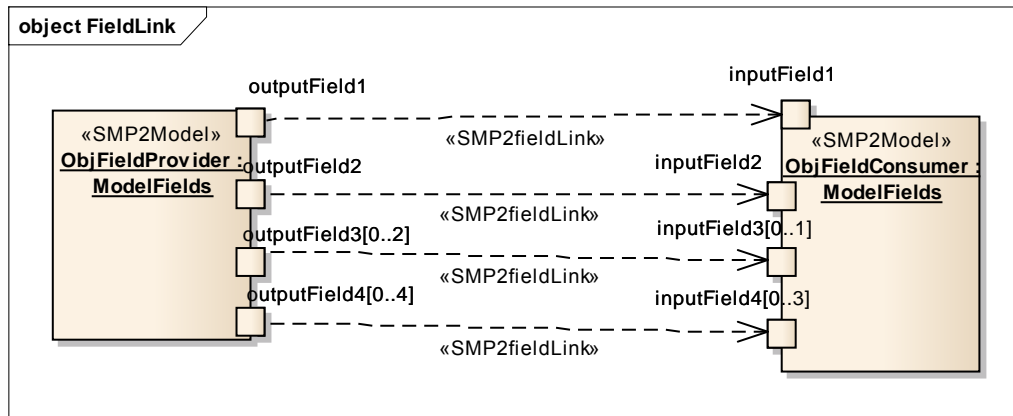 object FieldLink
outputField1
inputField1
«SMP2Model»
ObjFieldProvider :
ModelFields
«SMP2fieldLink»
«SMP2Model»
ObjFieldConsumer :
ModelFields
outputField2
inputField2
«SMP2fieldLink»
outputField3[0..2]
inputField3[0..1]
«SMP2fieldLink»
outputField4[0..4]
inputField4[0..3]
«SMP2fieldLink»